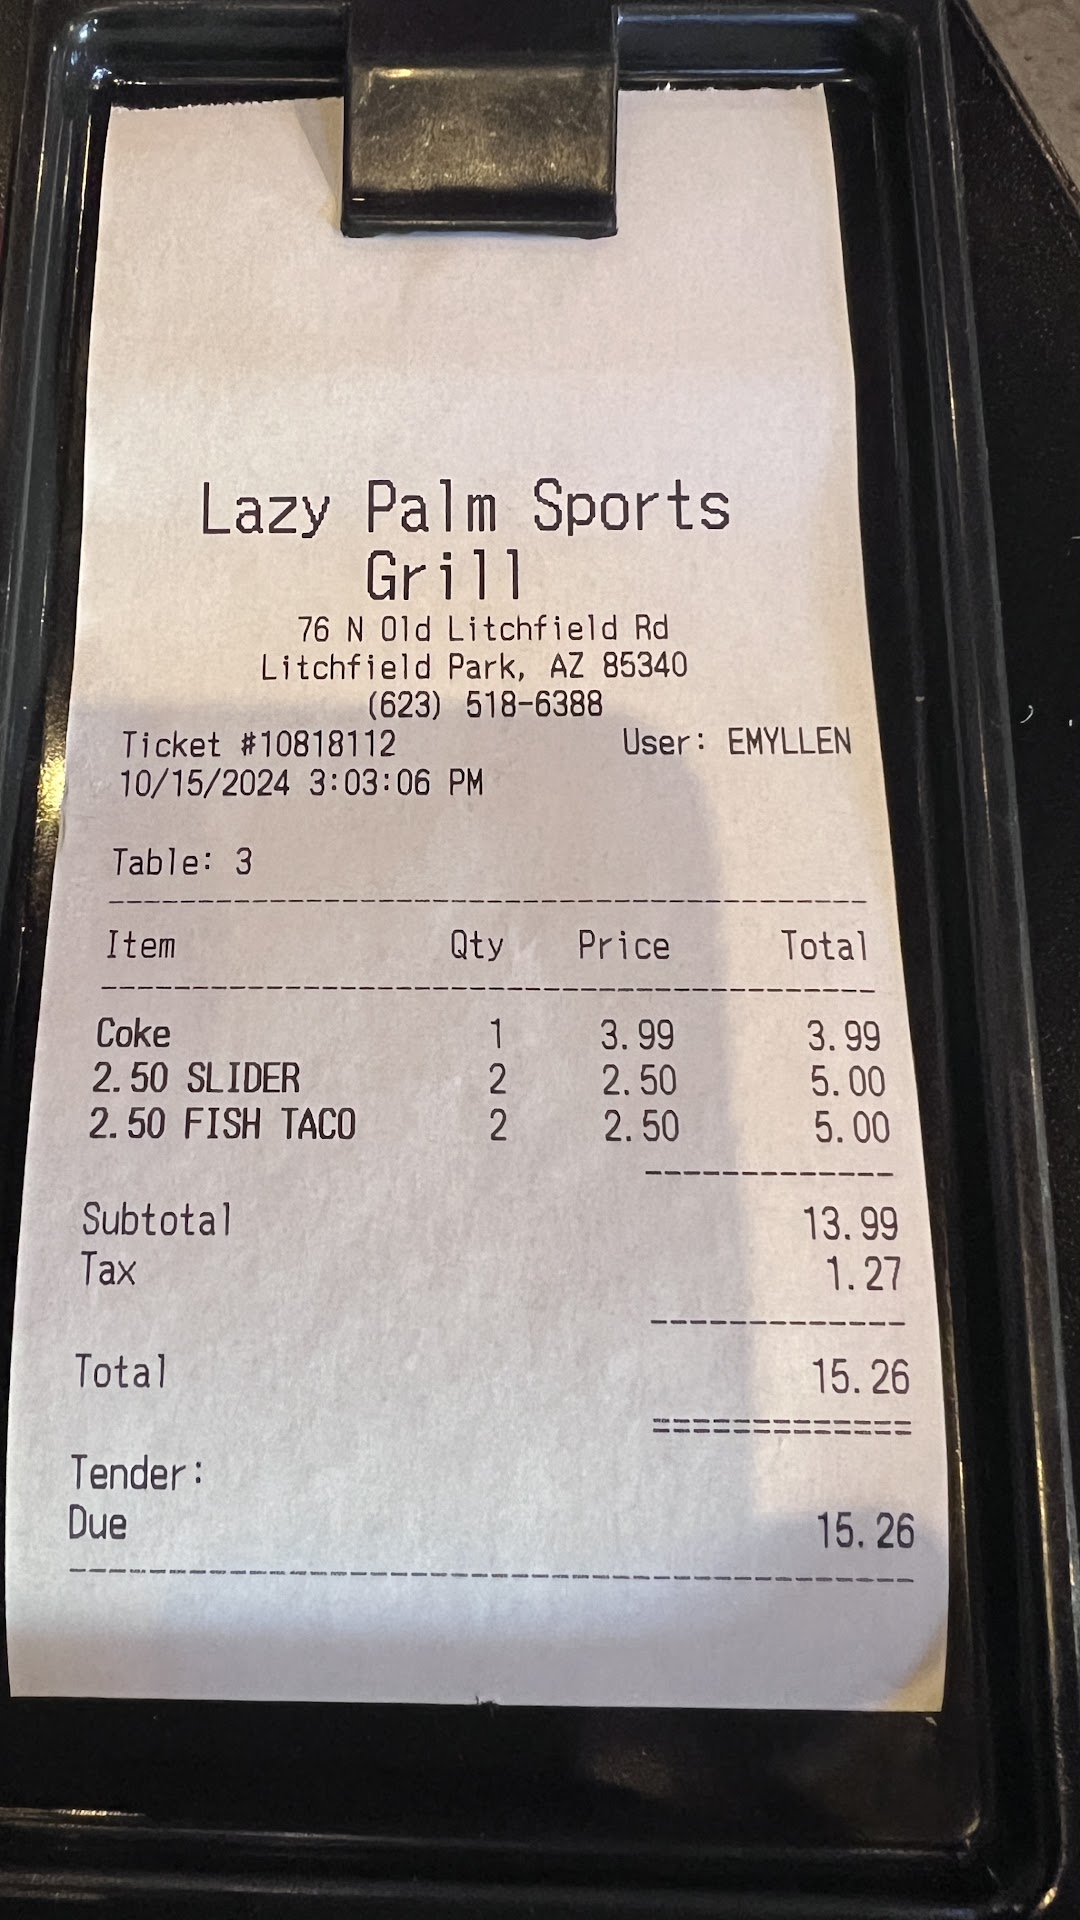 Lazy Palm Sports
Grill
76 N Old Litchfield Rd
Litchfield Park, AZ 85340
(623) 518-6388
Ticket #10818112 User: EMYLLEN
10/15/2024 3:03:06 PM
Table: 3
Item Qty Price Total
Coke 1 3.99 3.99
2.50 SLIDER 2 2.50 5.00
2.50 FISH TACO 2 2.50 5.00
Subtotal 13.99
Tax 1.27
Total 15.26
Tender:
Due 15.26